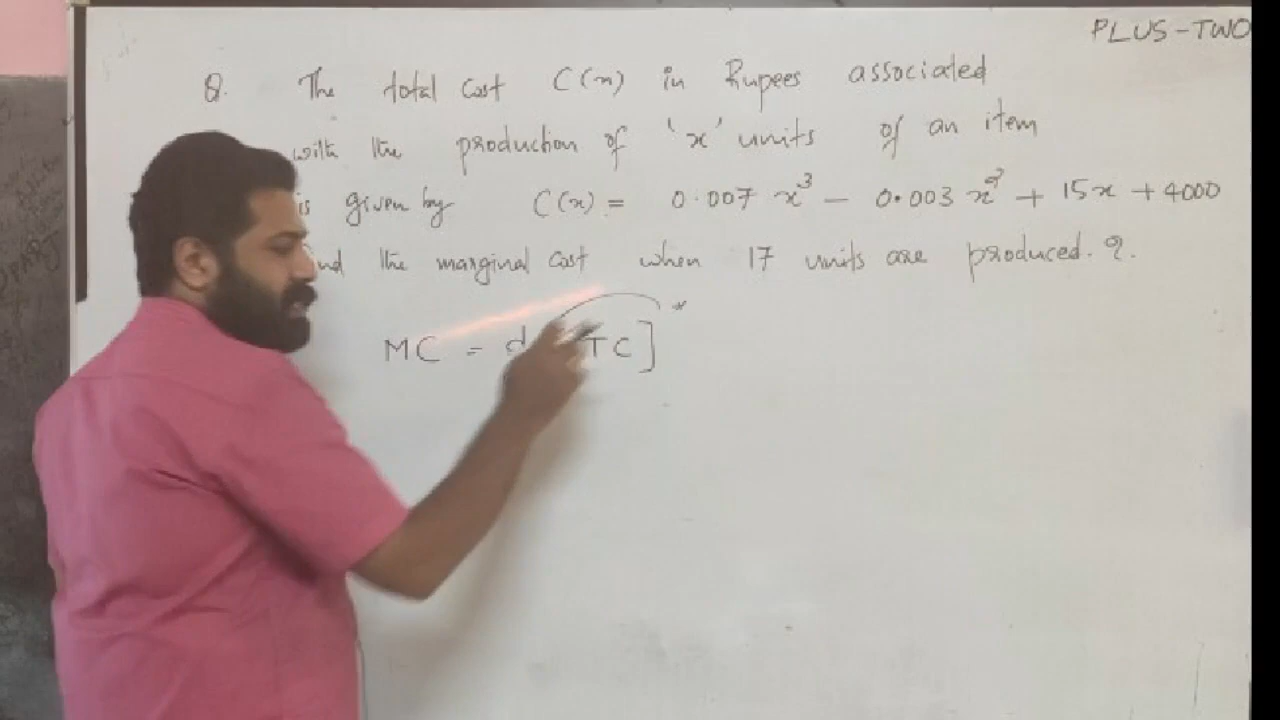 PLUS-TWO
Q. The total cost C(x) in Rupees associated
with the production of 'x' units of an item
is given by C(x) = 0.007 x³ - 0.003 x² + 15x + 4000
the marginal cost when 17 units are produced. ?.
MC = d TC] *